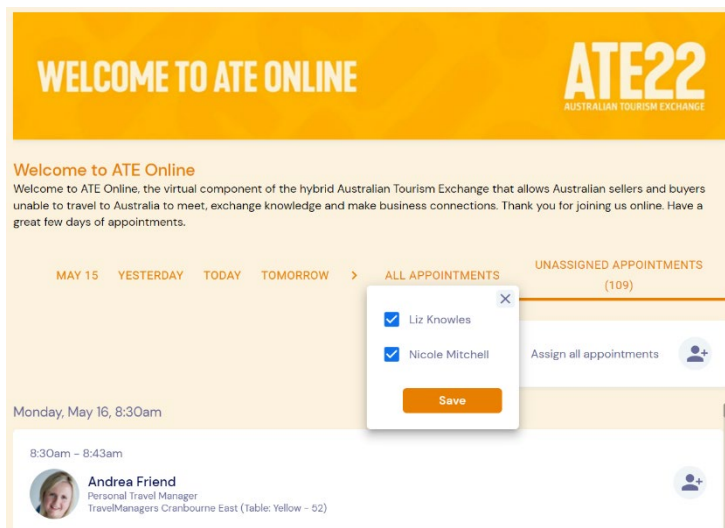 WELCOME TO ATE ONLINE
ATE22
AUSTRALIAN TOURISM EXCHANGE
Welcome to ATE Online
Welcome to ATE Online, the virtual component of the hybrid Australian Tourism Exchange that allows Australian sellers and buyers
unable to travel to Australia to meet, exchange knowledge and make business connections. Thank you for joining us online. Have a
great few days of appointments.
MAY 15 YESTERDAY TODAY TOMORROW > ALL APPOINTMENTS UNASSIGNED APPOINTMENTS
(109)
Liz Knowles
Nicole Mitchell
Assign all appointments
Save
Monday, May 16, 8:30am
8:30am - 8:43am
Andrea Friend
Personal Travel Manager
TravelManagers Cranbourne East (Table: Yellow - 52)